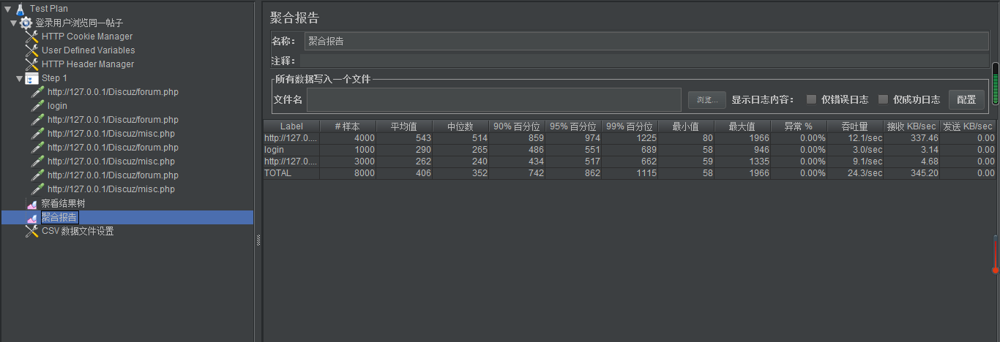 Test Plan
登录用户浏览同一帖子
HTTP Cookie Manager
User Defined Variables
HTTP Header Manager
Step 1
http://127.0.0.1/Discuz/forum.php
login
http://127.0.0.1/Discuz/forum.php
http://127.0.0.1/Discuz/misc.php
http://127.0.0.1/Discuz/forum.php
http://127.0.0.1/Discuz/misc.php
http://127.0.0.1/Discuz/forum.php
http://127.0.0.1/Discuz/misc.php
察看结果树
聚合报告
CSV 数据文件设置
聚合报告
名称: 聚合报告
注释:
所有数据写入一个文件
文件名 浏览... 显示日志内容: 仅错误日志 仅成功日志 配置
Label # 样本 平均值 中位数 90% 百分位 95% 百分位 99% 百分位 最小值 最大值 异常 % 吞吐量 接收 KB/sec 发送 KB/sec
http://127.0.... 4000 543 514 859 974 1225 80 1966 0.00% 12.1/sec 337.46 0.00
login 1000 290 265 486 551 689 58 946 0.00% 3.0/sec 3.14 0.00
http://127.0.... 3000 262 240 434 517 662 59 1335 0.00% 9.1/sec 4.68 0.00
TOTAL 8000 406 352 742 862 1115 58 1966 0.00% 24.3/sec 345.20 0.00